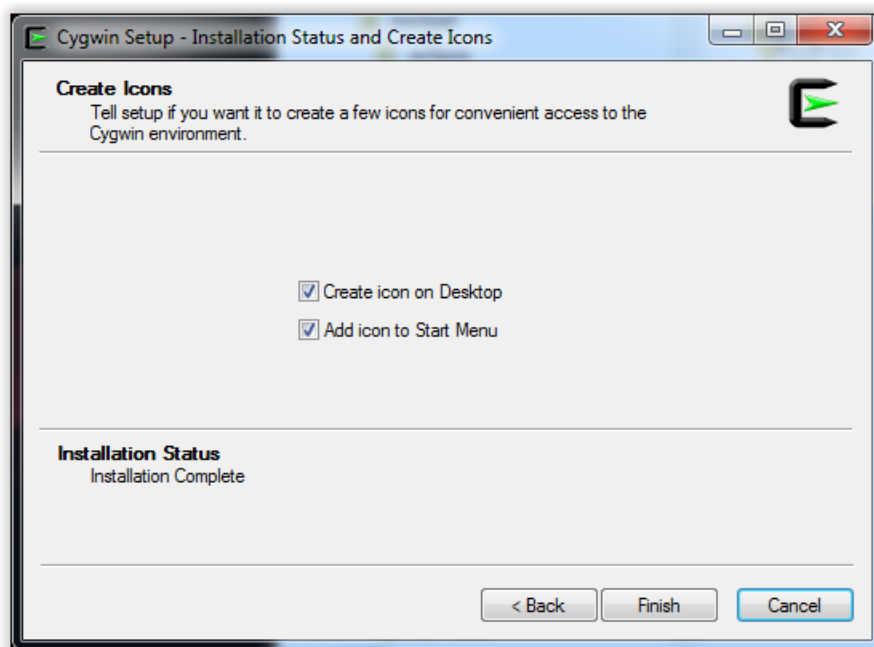 Cygwin Setup - Installation Status and Create Icons
Create Icons
Tell setup if you want it to create a few icons for convenient access to the
Cygwin environment.
Create icon on Desktop
Add icon to Start Menu
Installation Status
Installation Complete
< Back
Finish
Cancel